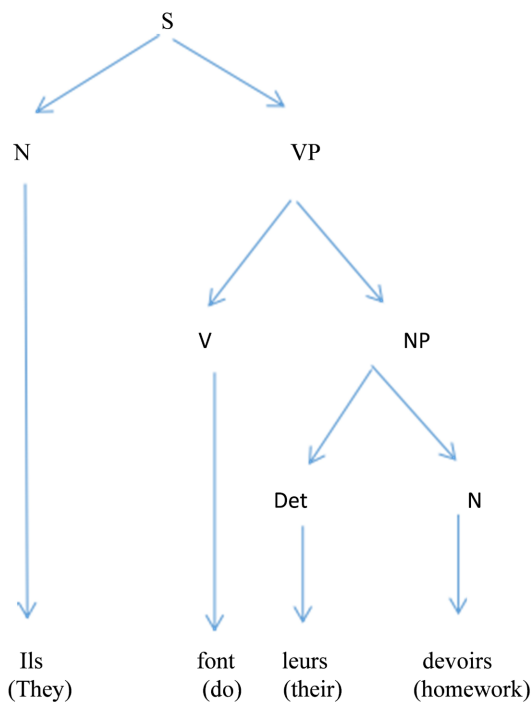 S
N VP
V NP
Det N
Ils font leurs devoirs
(They) (do) (their) (homework)